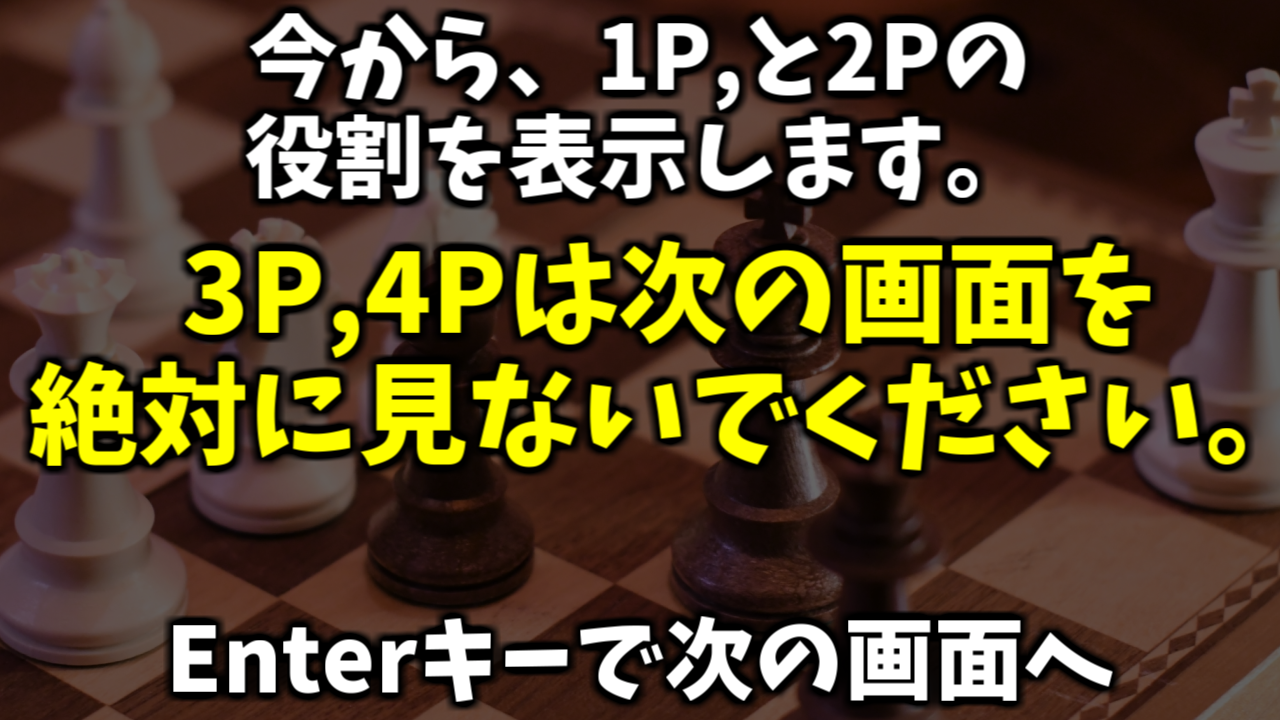 今から、1P,と2Pの
役割を表示します。
3P,4Pは次の画面を
絶対に見ないでください。
Enterキーで次の画面へ